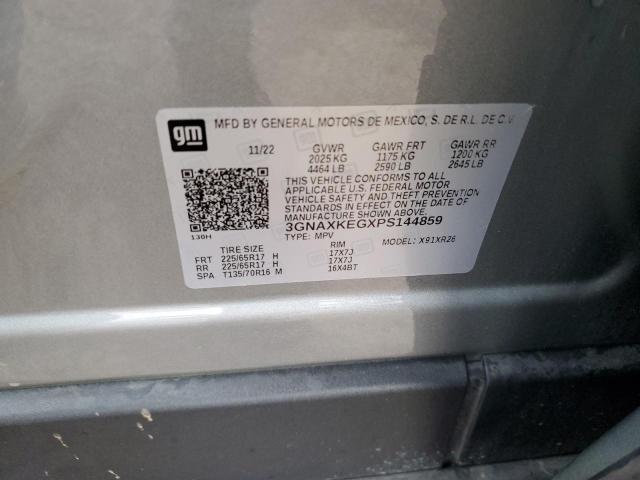 gm
MFD BY GENERAL MOTORS DE MEXICO, S. DE R.L. DE C.V.
11/22 GVWR GAWR FRT GAWR RR
2025 KG 1175 KG 1200 KG
4464 LB 2590 LB 2645 LB
THIS VEHICLE CONFORMS TO ALL
APPLICABLE U.S. FEDERAL MOTOR
VEHICLE SAFETY AND THEFT PREVENTION
STANDARDS IN EFFECT ON THE DATE OF
MANUFACTURE SHOWN ABOVE.
3GNAXKEGXPS144859
130H
TYPE: MPV MODEL: X91XR26
TIRE SIZE RIM
FRT 225/65R17 H 17X7J
RR 225/65R17 H 17X7J
SPA T135/70R16 M 16X4BT